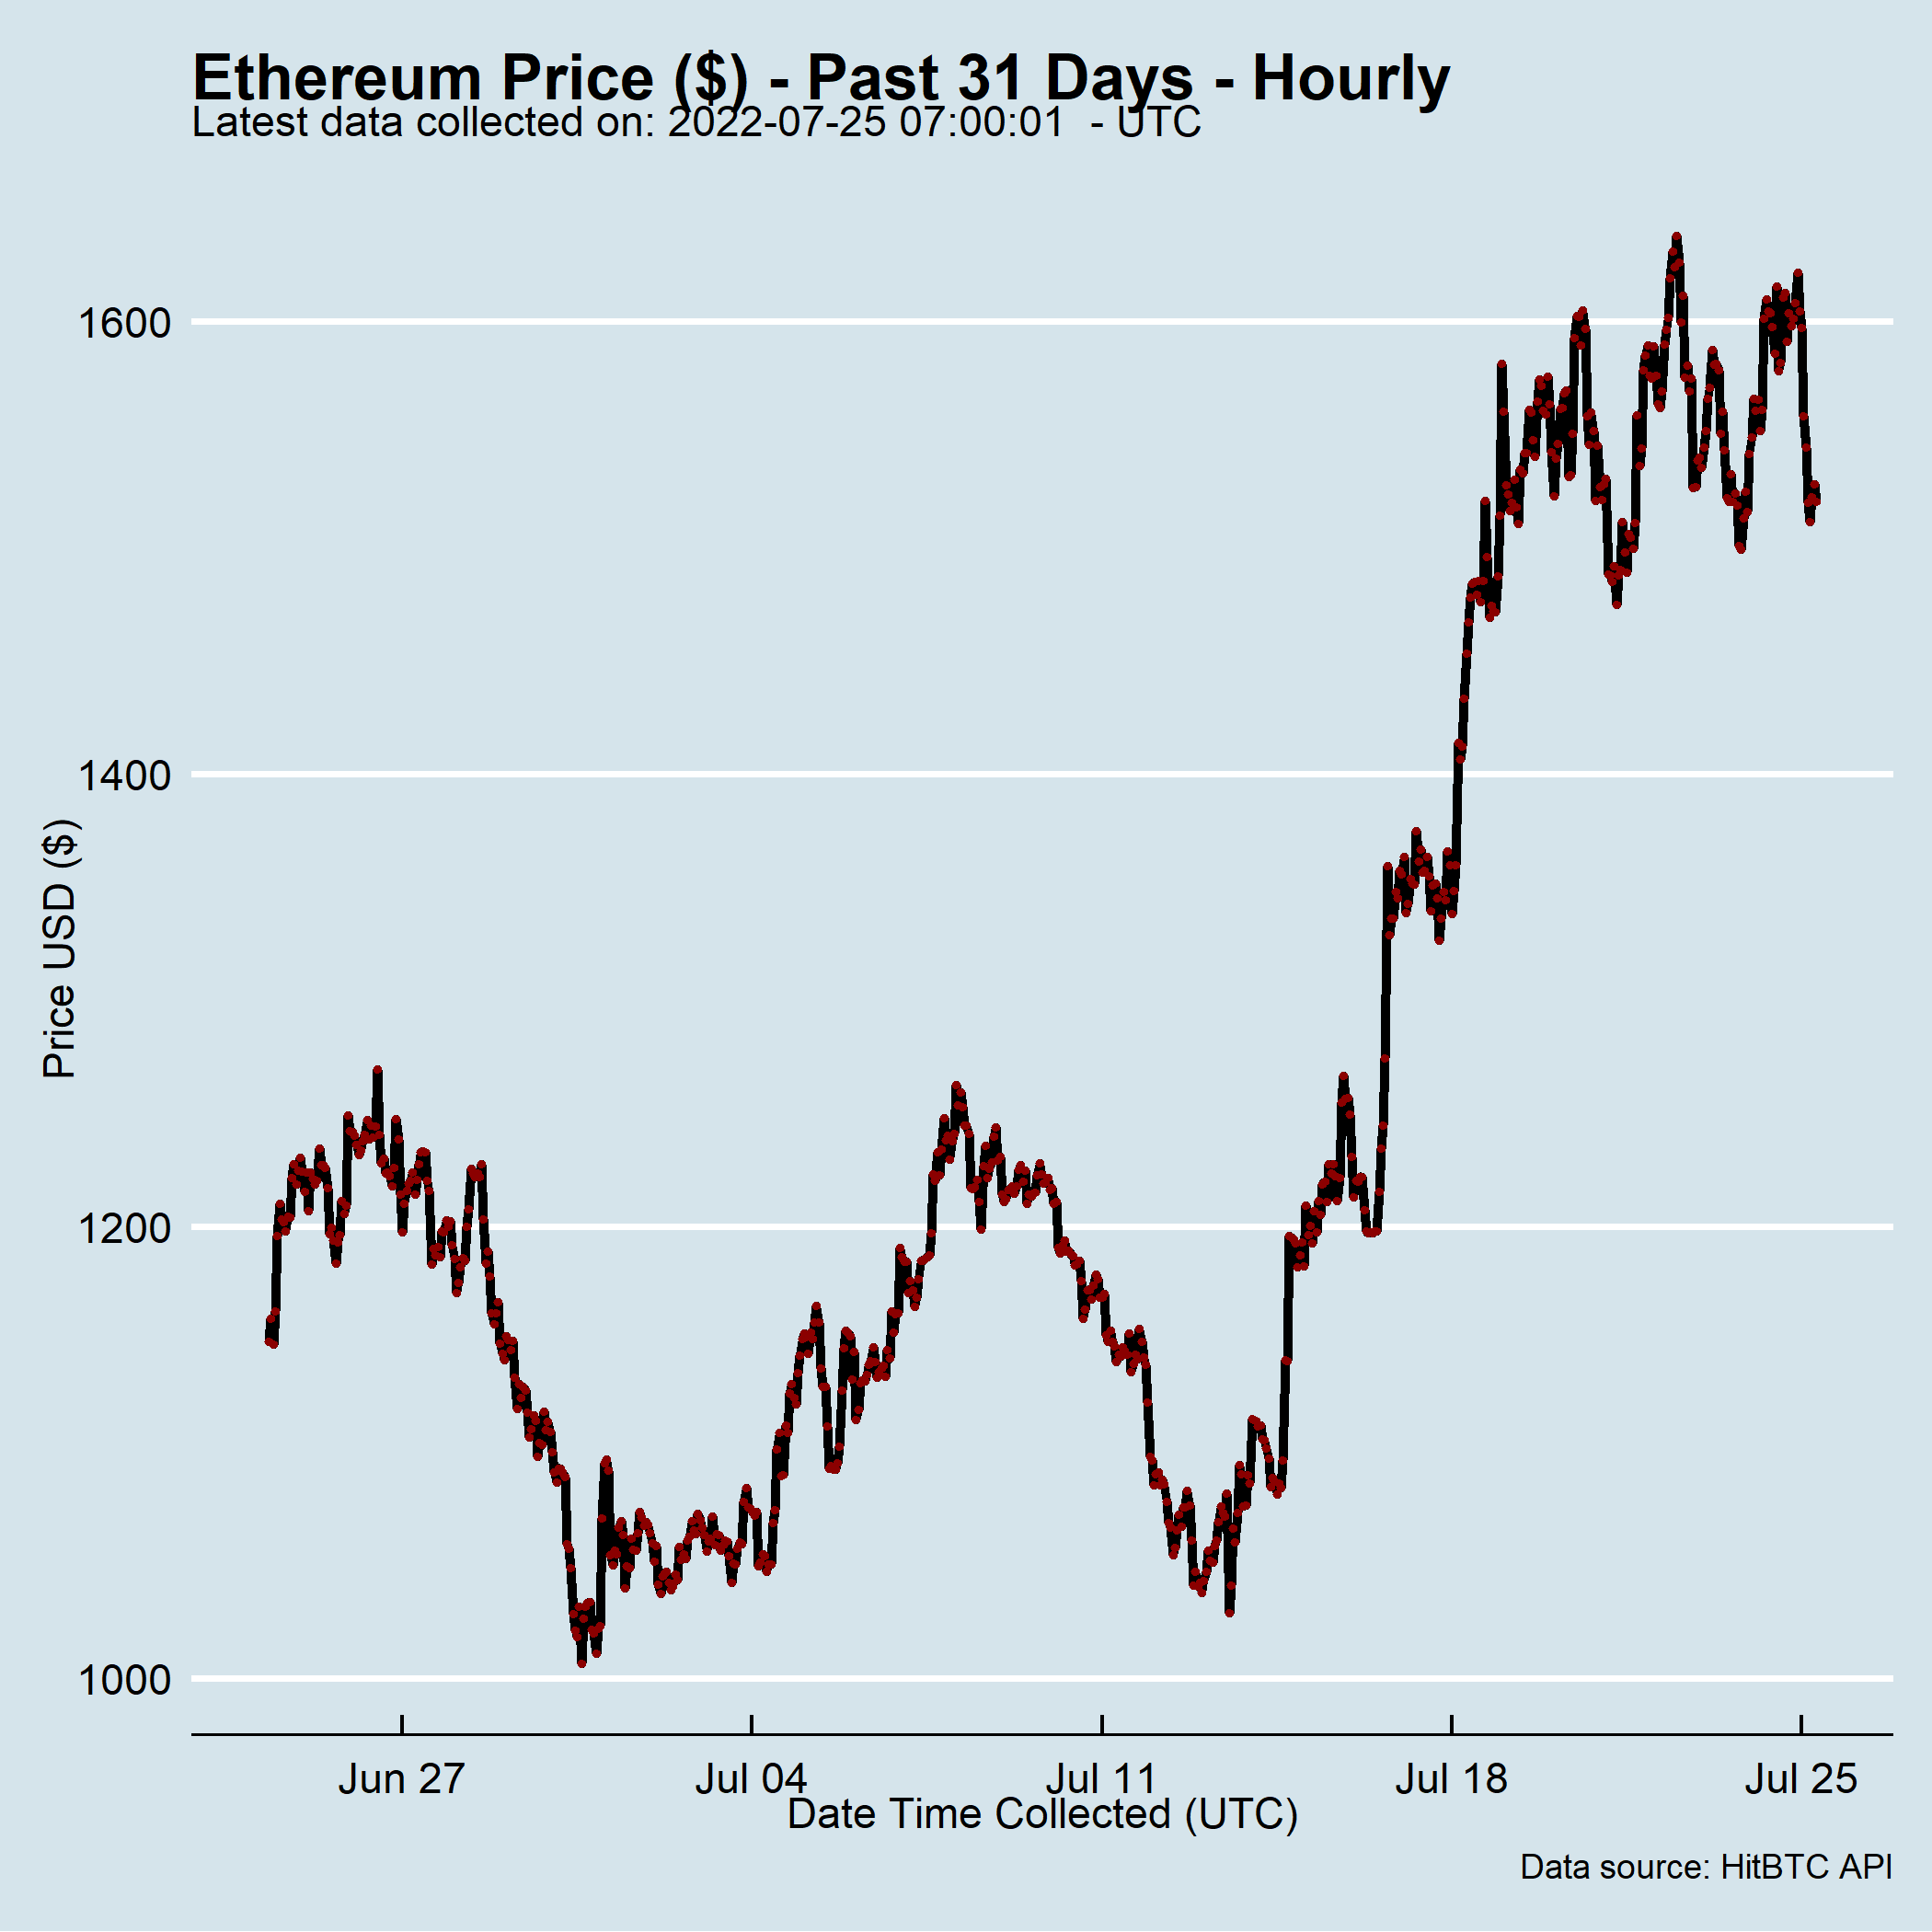 Ethereum Price ($) - Past 31 Days - Hourly
Latest data collected on: 2022-07-25 07:00:01  - UTC
1600
1400
1200
1000
Price USD ($)
Jun 27
Jul 04
Jul 11
Jul 18
Jul 25
Date Time Collected (UTC)
Data source: HitBTC API